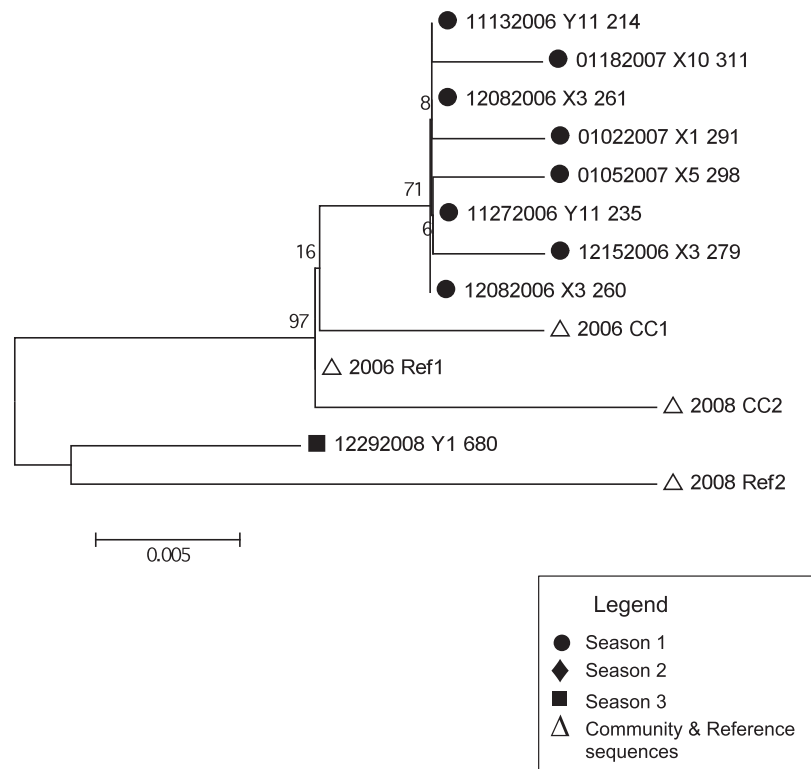 11132006 Y11 214
01182007 X10 311
8
12082006 X3 261
01022007 X1 291
01052007 X5 298
71
11272006 Y11 235
6
12152006 X3 279
16
12082006 X3 260
97
2006 CC1
2006 Ref1
2008 CC2
12292008 Y1 680
2008 Ref2
0.005
Legend
Season 1
Season 2
Season 3
Community & Reference
sequences